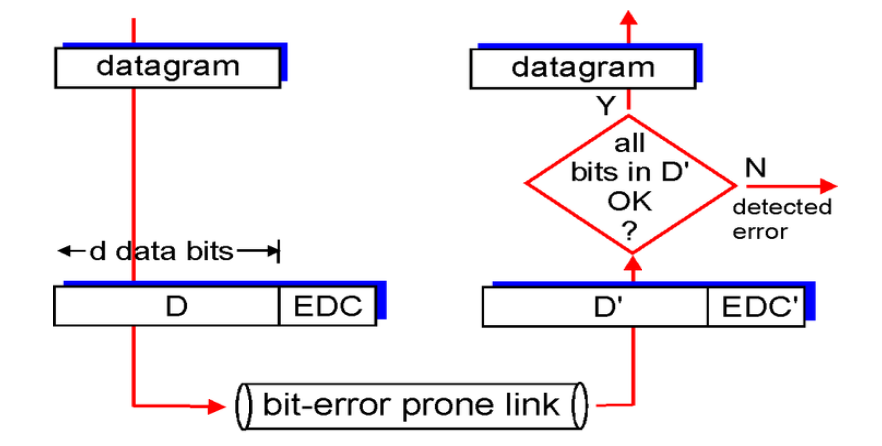 datagram
datagram
Y
all
bits in D'
OK
?
N
detected
error
d data bits
D
EDC
D'
EDC'
bit-error prone link